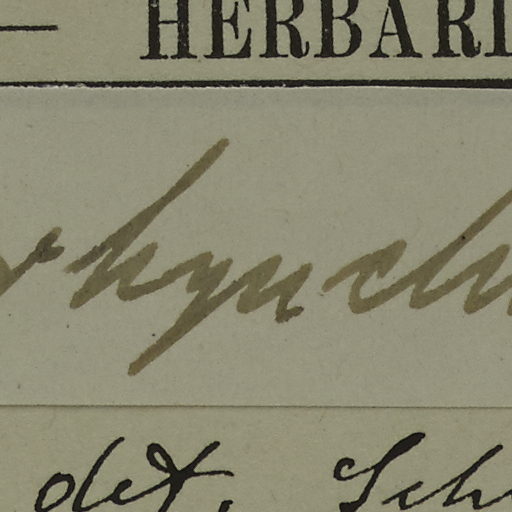 — HERBARI
rhynch
det. Sch